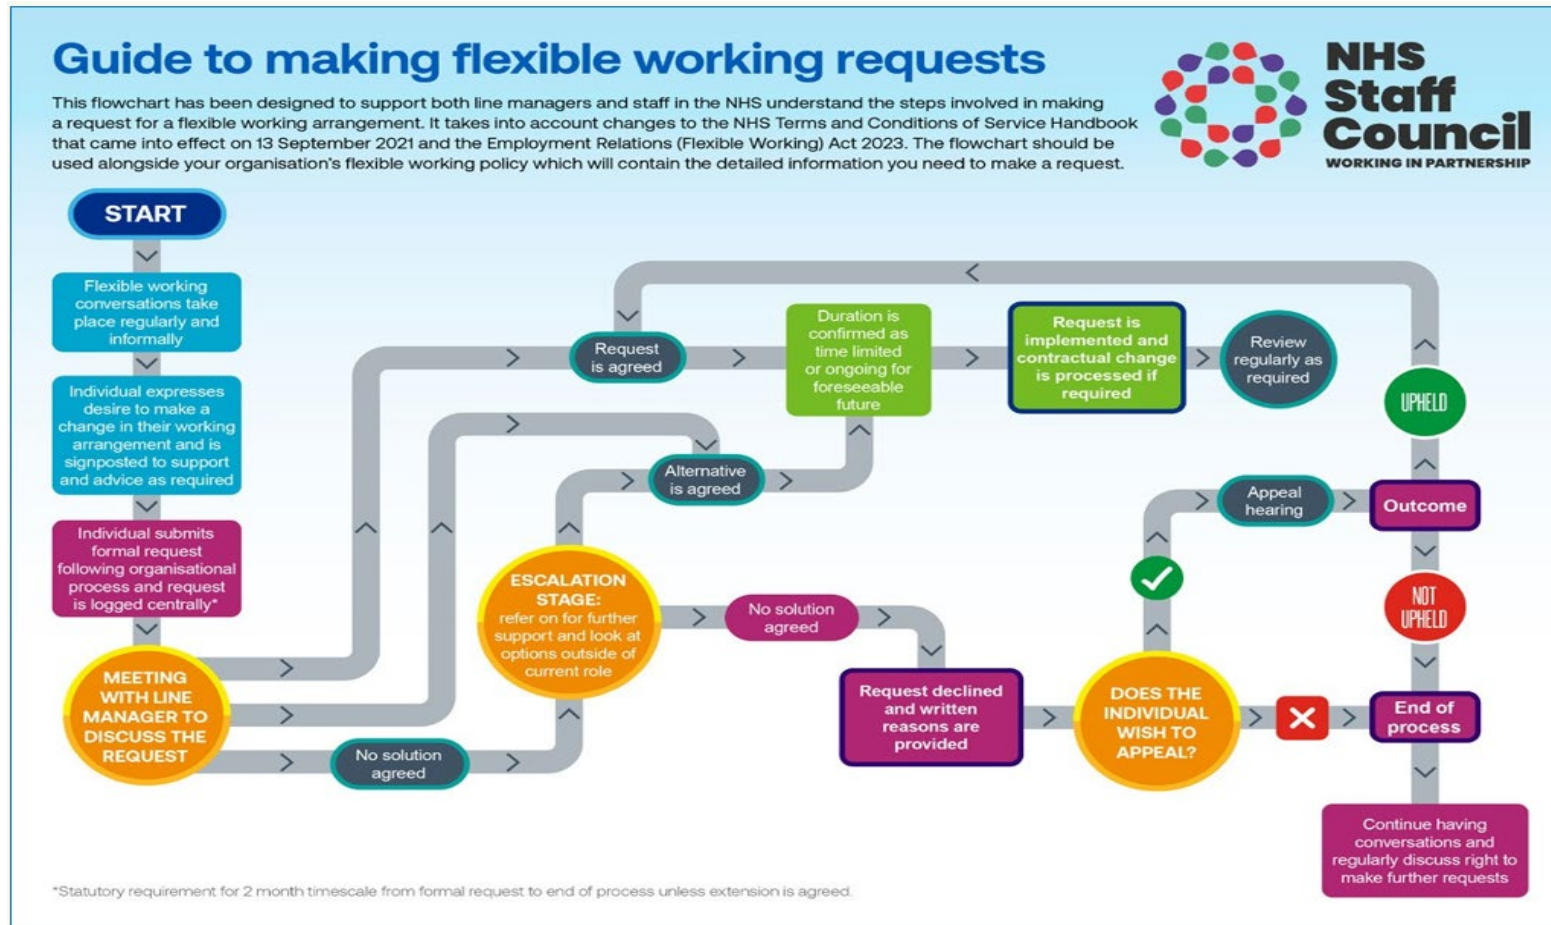 Guide to making flexible working requests
This flowchart has been designed to support both line managers and staff in the NHS understand the steps involved in making
a request for a flexible working arrangement. It takes into account changes to the NHS Terms and Conditions of Service Handbook
that came into effect on 13 September 2021 and the Employment Relations (Flexible Working) Act 2023. The flowchart should be
used alongside your organisation's flexible working policy which will contain the detailed information you need to make a request.
NHS
Staff
Council
WORKING IN PARTNERSHIP
START
Flexible working
conversations take
place regularly and
informally
Individual expresses
desire to make a
change in their working
arrangement and is
signposted to support
and advice as required
Individual submits
formal request
following organisational
process and request
is logged centrally*
MEETING
WITH LINE
MANAGER TO
DISCUSS THE
REQUEST
Request
is agreed
Duration is
confirmed as
time limited
or ongoing for
foreseeable
future
Request is
implemented and
contractual change
is processed if
required
Review
regularly as
required
Alternative
is agreed
No solution
agreed
ESCALATION
STAGE:
refer on for further
support and look at
options outside of
current role
No solution
agreed
Request declined
and written
reasons are
provided
DOES THE
INDIVIDUAL
WISH TO
APPEAL?
Appeal
hearing
Outcome
UPHELD
NOT
UPHELD
End of
process
Continue having
conversations and
regularly discuss right to
make further requests
*Statutory requirement for 2 month timescale from formal request to end of process unless extension is agreed.